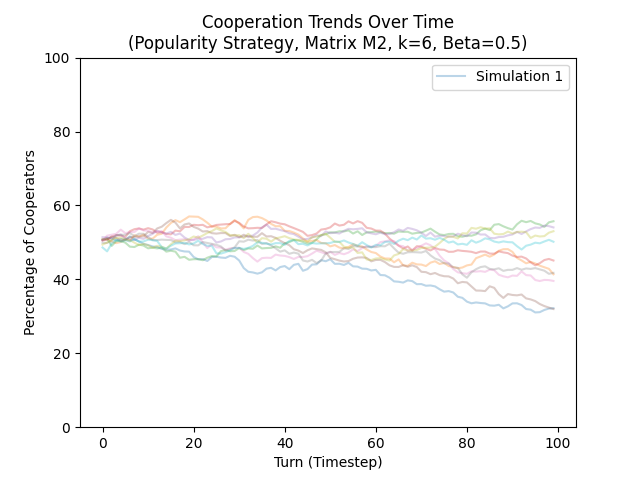 Cooperation Trends Over Time
(Popularity Strategy, Matrix M2, k=6, Beta=0.5)
Simulation 1
Percentage of Cooperators
100
80
60
40
20
0
0 20 40 60 80 100
Turn (Timestep)